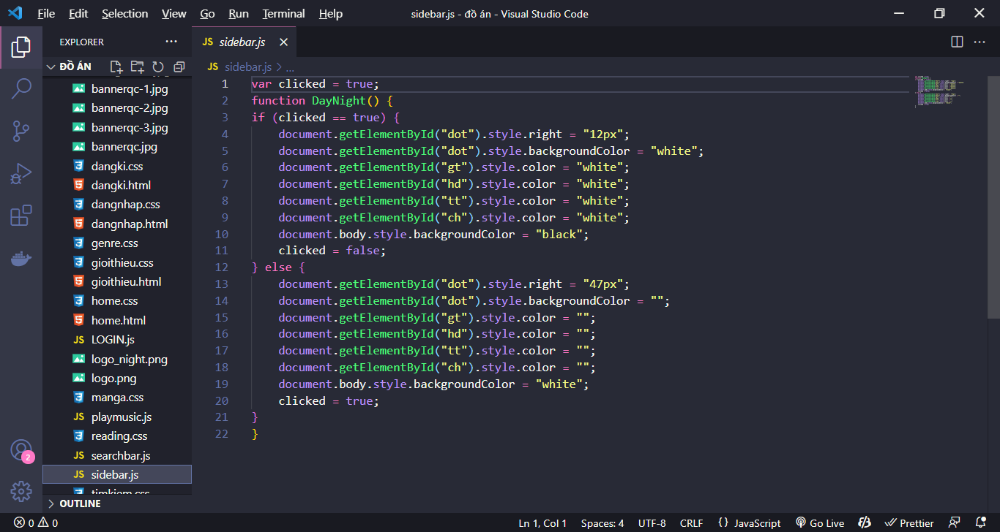 File Edit Selection View Go Run Terminal Help
sidebar.js - đồ án - Visual Studio Code
EXPLORER
ĐỒ ÁN
bannerqc-1.jpg
bannerqc-2.jpg
bannerqc-3.jpg
bannerqc.jpg
dangki.css
dangki.html
dangnhap.css
dangnhap.html
genre.css
gioithieu.css
gioithieu.html
home.css
home.html
LOGIN.js
logo_night.png
logo.png
manga.css
playmusic.js
reading.css
searchbar.js
sidebar.js
timkiem.css
OUTLINE
2
JS sidebar.js
JS sidebar.js > ...
1 var clicked = true;
2 function DayNight() {
3 if (clicked == true) {
4 document.getElementById("dot").style.right = "12px";
5 document.getElementById("dot").style.backgroundColor = "white";
6 document.getElementById("gt").style.color = "white";
7 document.getElementById("hd").style.color = "white";
8 document.getElementById("tt").style.color = "white";
9 document.getElementById("ch").style.color = "white";
10 document.body.style.backgroundColor = "black";
11 clicked = false;
12 } else {
13 document.getElementById("dot").style.right = "47px";
14 document.getElementById("dot").style.backgroundColor = "";
15 document.getElementById("gt").style.color = "";
16 document.getElementById("hd").style.color = "";
17 document.getElementById("tt").style.color = "";
18 document.getElementById("ch").style.color = "";
19 document.body.style.backgroundColor = "white";
20 clicked = true;
21 }
22 }
0 0 Ln 1, Col 1 Spaces: 4 UTF-8 CRLF {} JavaScript Go Live Prettier